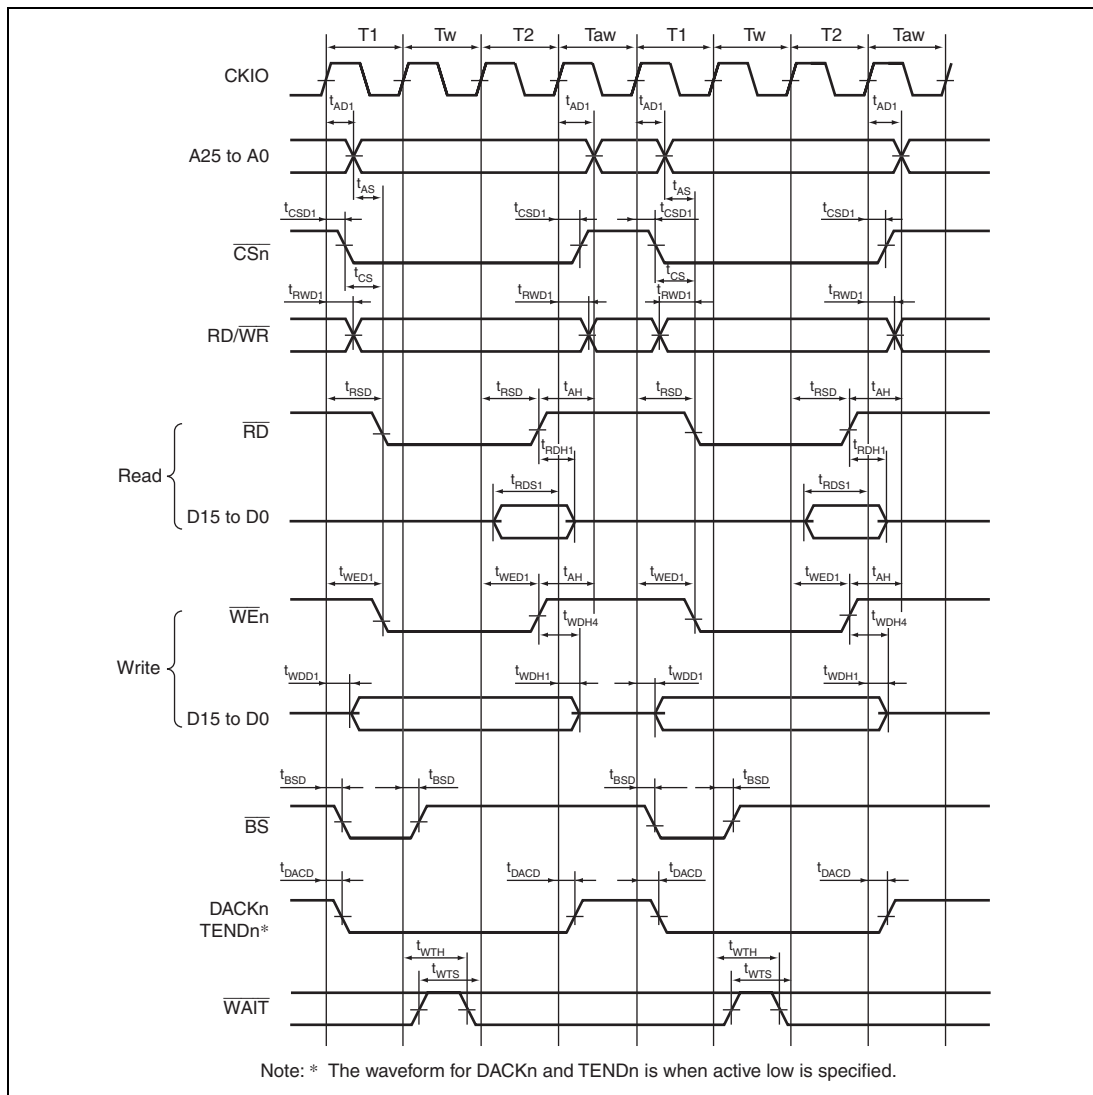 T1 Tw T2 Taw T1 Tw T2 Taw
CKIO
tAD1 tAD1 tAD1 tAD1
A25 to A0
tAS tAS
tCSD1 tCSD1 tCSD1 tCSD1
CSn
tCS tCS
tRWD1 tRWD1 tRWD1 tRWD1
RD/WR
tRSD tRSD tAH tRSD tRSD tAH
RD
tRDH1 tRDH1
Read
tRDS1 tRDS1
D15 to D0
tWED1 tWED1 tAH tWED1 tWED1 tAH
WEn
tWDH4 tWDH4
Write
tWDD1 tWDH1 tWDD1 tWDH1
D15 to D0
tBSD tBSD tBSD tBSD
BS
tDACD tDACD tDACD tDACD
DACKn
TENDn*
tWTH tWTH
tWTS tWTS
WAIT
Note: * The waveform for DACKn and TENDn is when active low is specified.